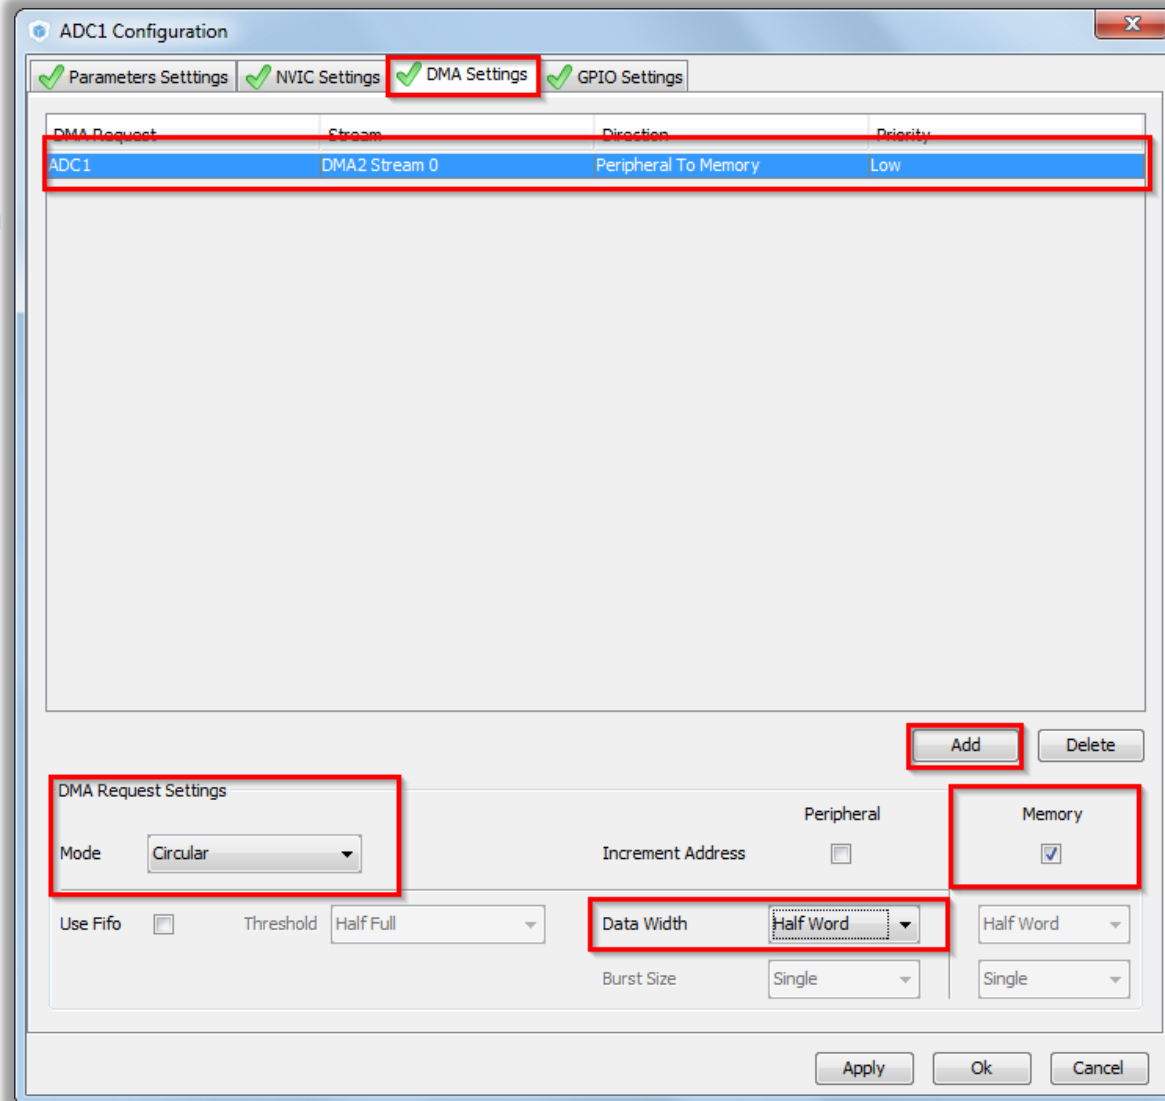 ADC1 Configuration
Parameters Setttings NVIC Settings DMA Settings GPIO Settings
DMA Request Stream Direction Priority
ADC1 DMA2 Stream 0 Peripheral To Memory Low
Add Delete
DMA Request Settings
Peripheral Memory
Mode Circular Increment Address
Use Fifo Threshold Half Full Data Width Half Word Half Word
Burst Size Single Single
Apply Ok Cancel